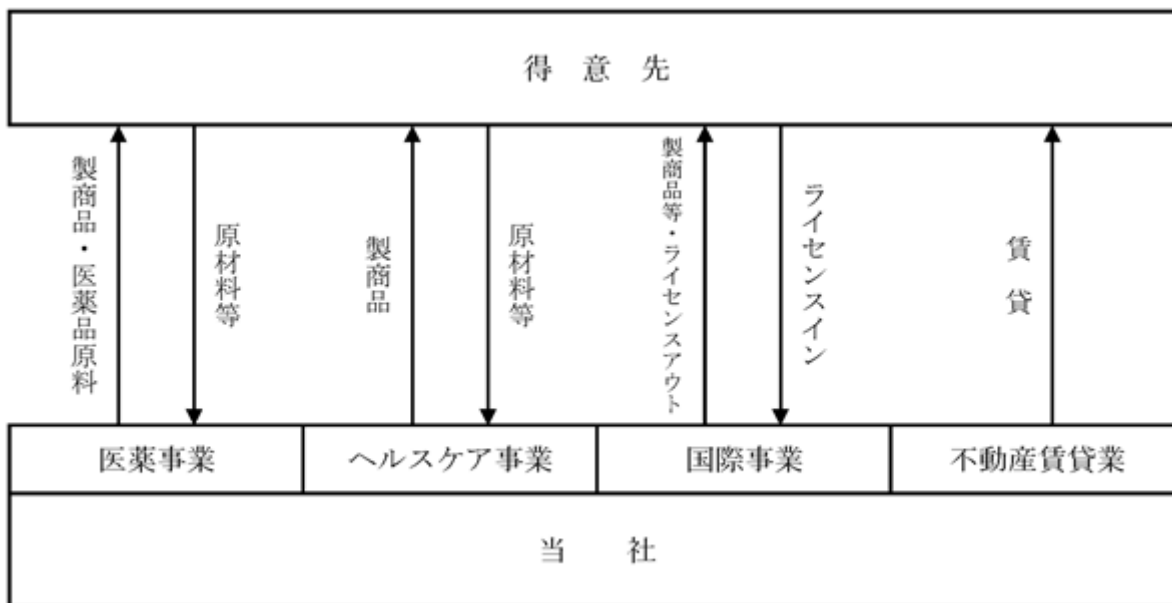 得 意 先
製商品・医薬品原料
原材料等
製商品
原材料等
製商品等・ライセンスアウト
ライセンスイン
賃 貸
医薬事業
ヘルスケア事業
国際事業
不動産賃貸業
当 社